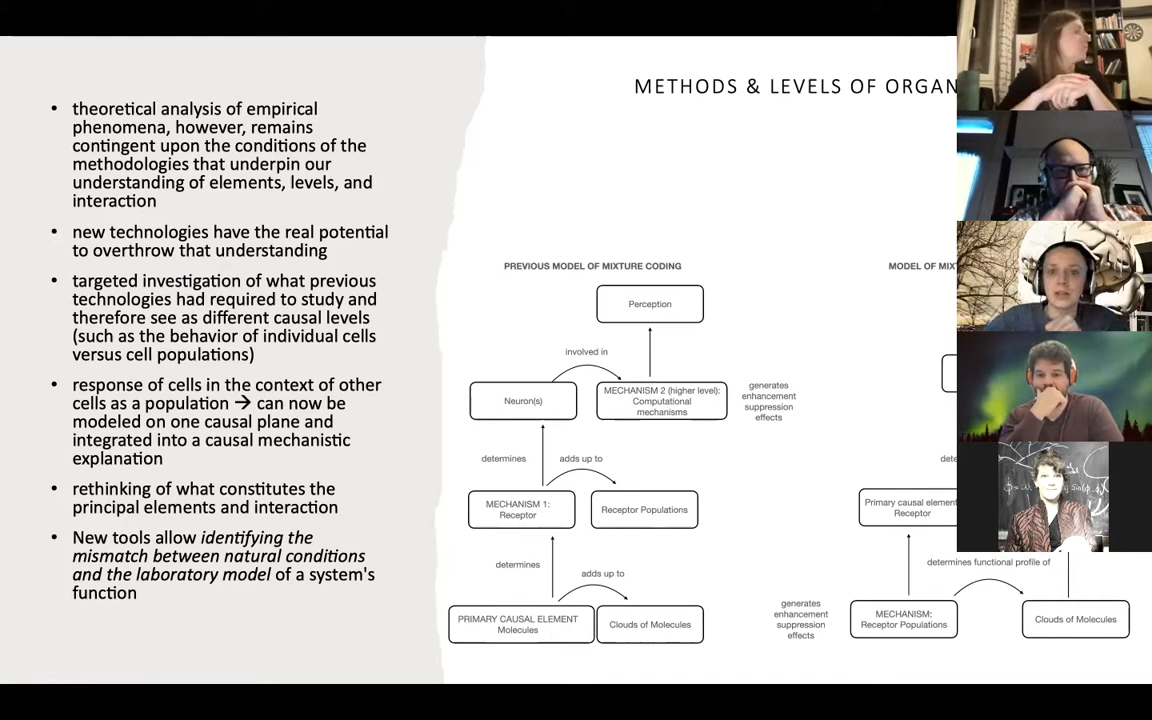 METHODS & LEVELS OF ORGAN
• theoretical analysis of empirical
phenomena, however, remains
contingent upon the conditions of the
methodologies that underpin our
understanding of elements, levels, and
interaction
• new technologies have the real potential
to overthrow that understanding
• targeted investigation of what previous
technologies had required to study and
therefore see as different causal levels
(such as the behavior of individual cells
versus cell populations)
• response of cells in the context of other
cells as a population → can now be
modeled on one causal plane and
integrated into a causal mechanistic
explanation
• rethinking of what constitutes the
principal elements and interaction
• New tools allow identifying the
mismatch between natural conditions
and the laboratory model of a system's
function
PREVIOUS MODEL OF MIXTURE CODING
Perception
involved in
Neuron(s)
MECHANISM 2 (higher level):
Computational
mechanisms
generates
enhancement
suppression
effects
determines
adds up to
MECHANISM 1:
Receptor
Receptor Populations
determines
adds up to
PRIMARY CAUSAL ELEMENT
Molecules
Clouds of Molecules
MODEL OF MIX
dete
Primary causal element
Receptor
determines functional profile of
generates
enhancement
suppression
effects
MECHANISM:
Receptor Populations
Clouds of Molecules